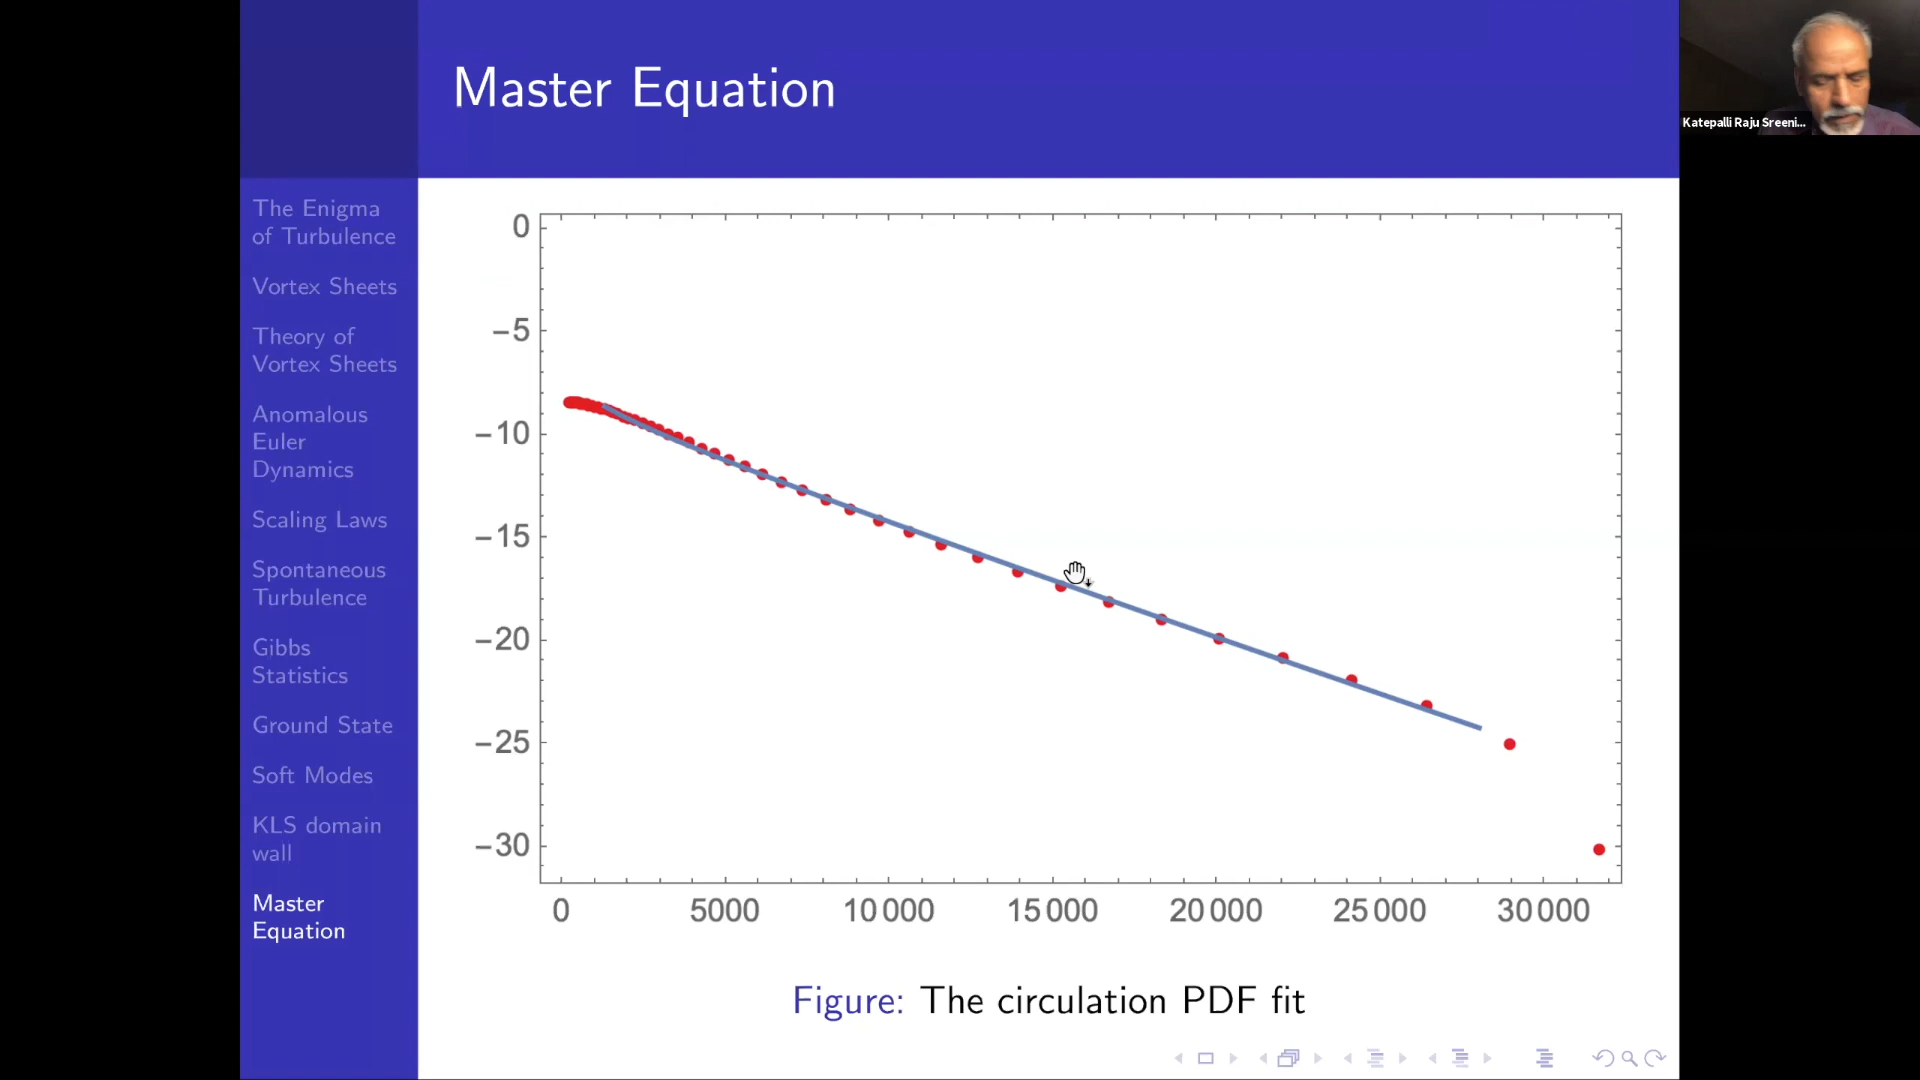 Master Equation
Katepalli Raju Sreeni...
The Enigma
of Turbulence
Vortex Sheets
Theory of
Vortex Sheets
Anomalous
Euler
Dynamics
Scaling Laws
Spontaneous
Turbulence
Gibbs
Statistics
Ground State
Soft Modes
KLS domain
wall
Master
Equation
0
−5
−10
−15
−20
−25
−30
0 5000 10 000 15 000 20 000 25 000 30 000
Figure: The circulation PDF fit